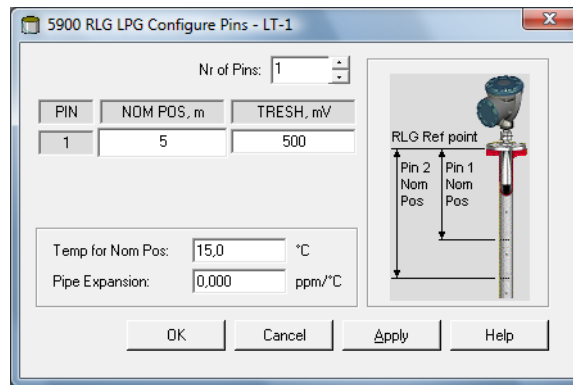 5900 RLG LPG Configure Pins - LT-1
Nr of Pins: 1
PIN NOM POS, m TRESH, mV
1 5 500
RLG Ref point
Pin 2 Pin 1
Nom Nom
Pos Pos
Temp for Nom Pos: 15,0 °C
Pipe Expansion: 0,000 ppm/°C
OK Cancel Apply Help